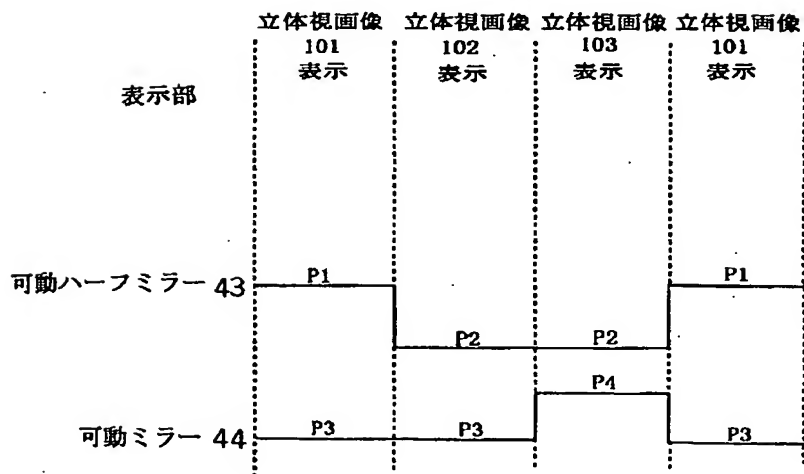 立体視画像 立体視画像 立体視画像 立体視画像
101 102 103 101
表示 表示 表示 表示
表示部
可動ハーフミラー 43 P1 P1
P2 P2
P4
可動ミラー 44 P3 P3 P3